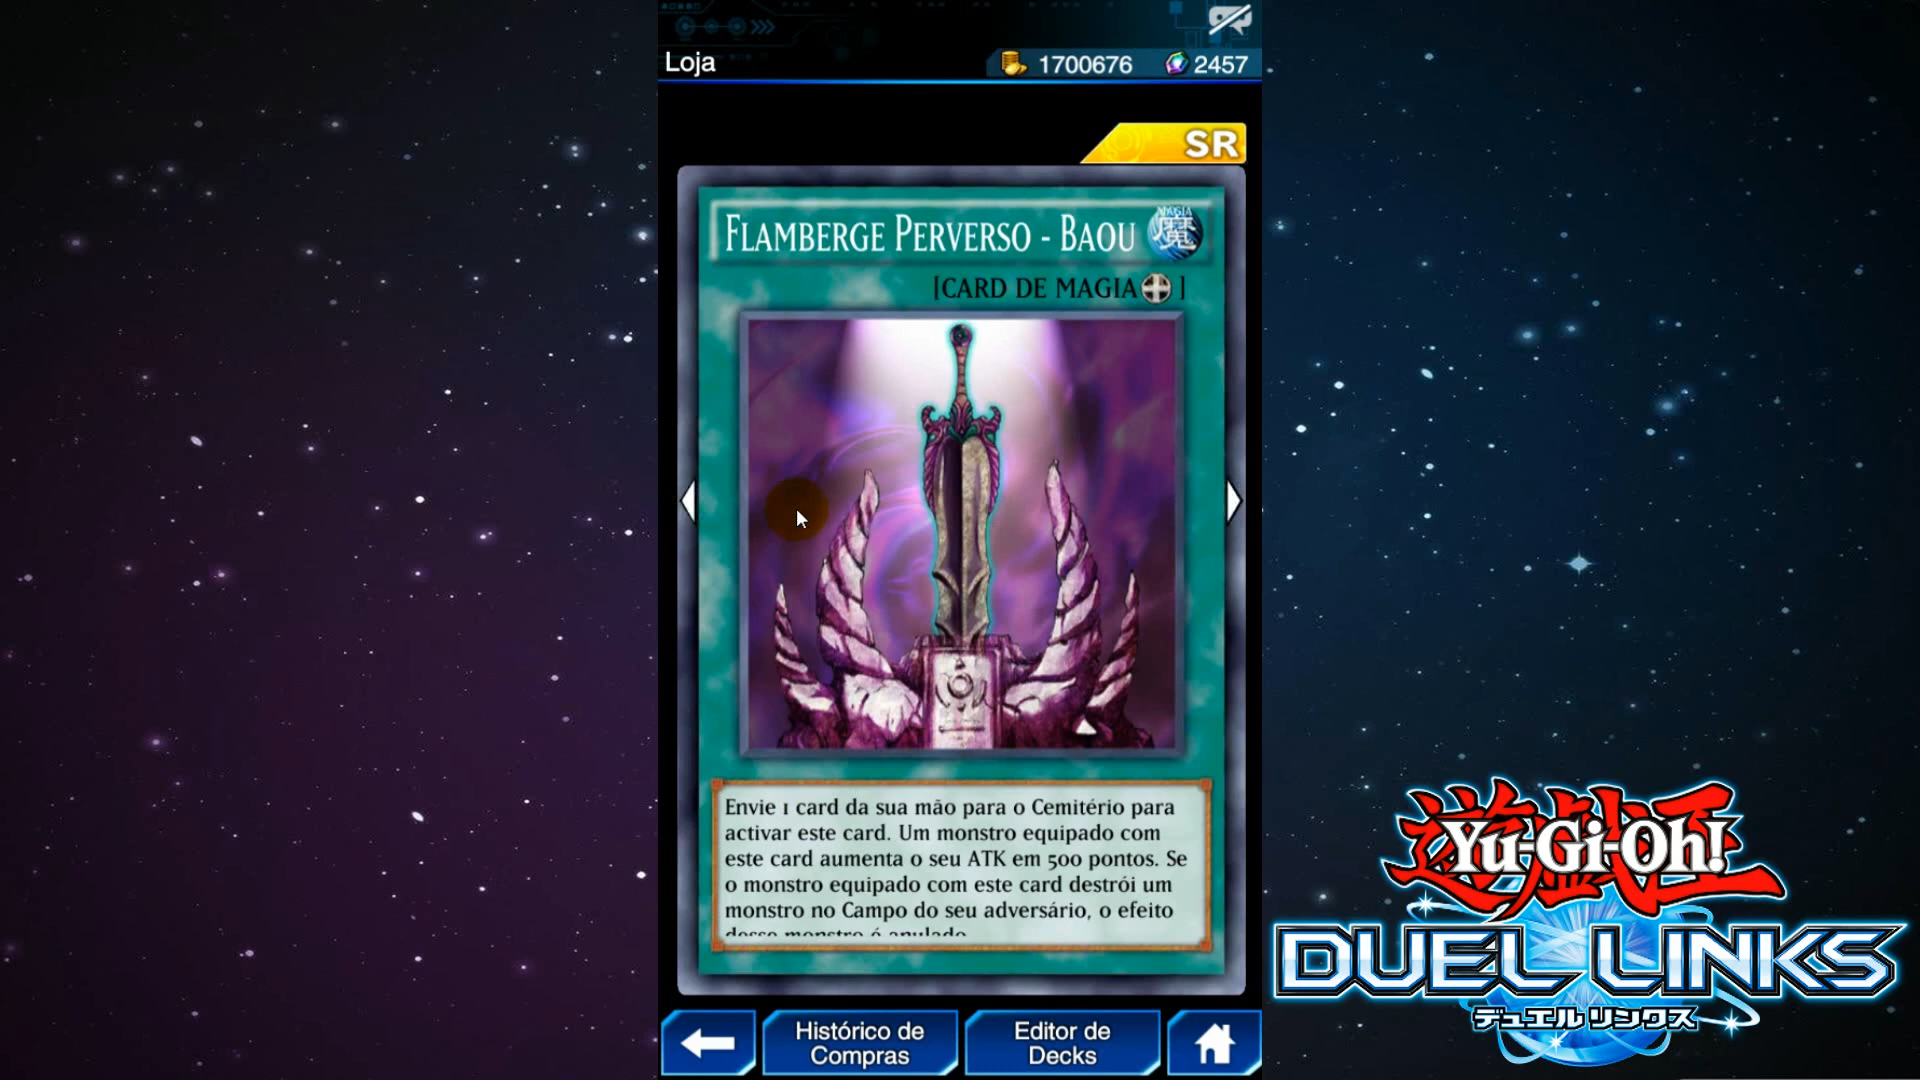 Loja
1700676
2457
SR
FLAMBERGE PERVERSO - BAOU
MAGIA
魔
[CARD DE MAGIA ]
Envie 1 card da sua mão para o Cemitério para
activar este card. Um monstro equipado com
este card aumenta o seu ATK em 500 pontos. Se
o monstro equipado com este card destrói um
monstro no Campo do seu adversário, o efeito
desse monstro é anulado.
Histórico de
Compras
Editor de
Decks
遊戯王
Yu-Gi-Oh!
DUEL LINKS
デュエル リンクス